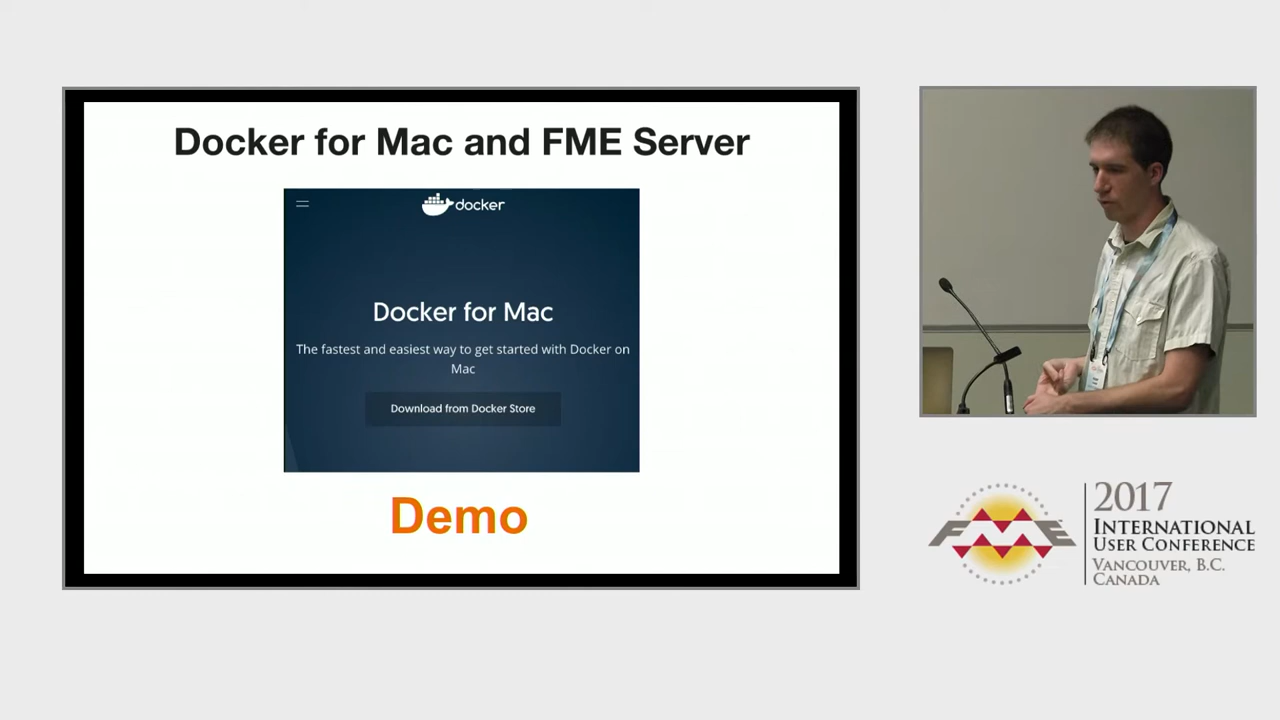 Docker for Mac and FME Server
docker
Docker for Mac
The fastest and easiest way to get started with Docker on
Mac
Download from Docker Store
Demo
FME
2017
INTERNATIONAL
USER CONFERENCE
VANCOUVER, B.C.
CANADA